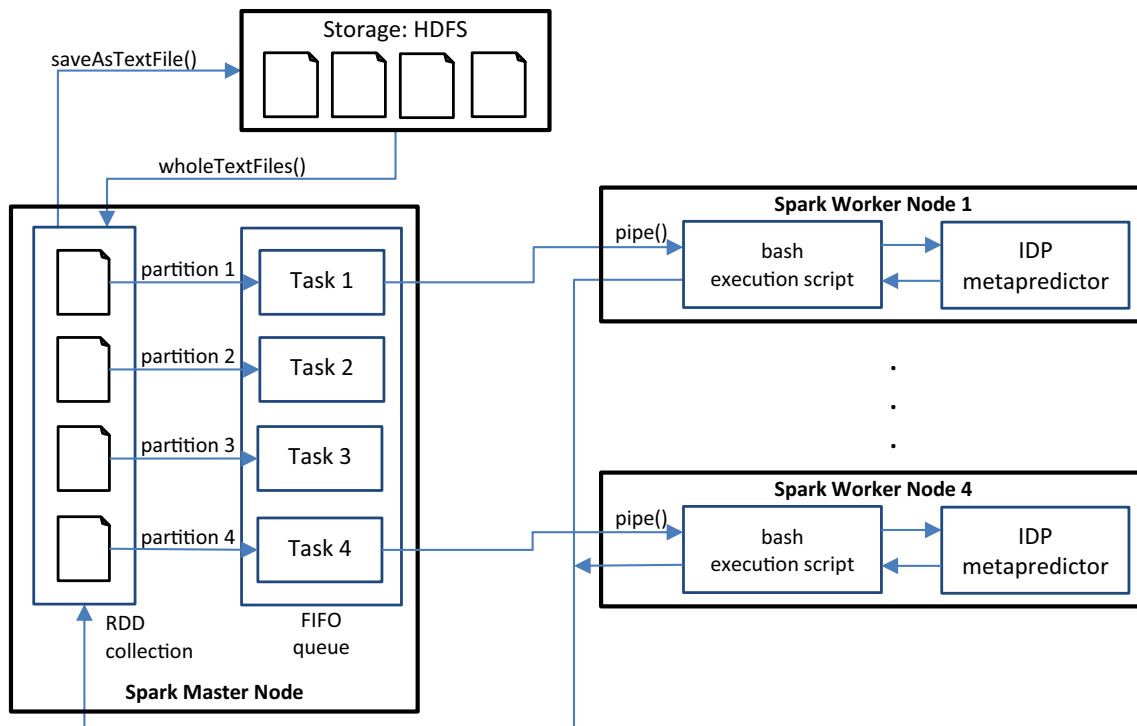 Storage: HDFS
saveAsTextFile()
wholeTextFiles()
partition 1
partition 2
partition 3
partition 4
Task 1
Task 2
Task 3
Task 4
RDD
collection
FIFO
queue
Spark Master Node
Spark Worker Node 1
pipe()
bash
execution script
IDP
metapredictor
.
.
.
Spark Worker Node 4
pipe()
bash
execution script
IDP
metapredictor